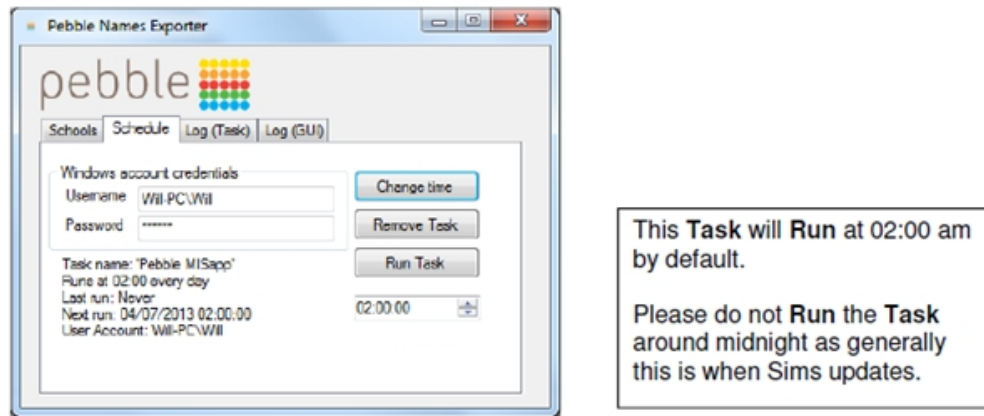 Pebble Names Exporter
pebble
Schools Schedule Log (Task) Log (GUI)
Windows account credentials
Username Will-PC\Will
Password ------
Change time
Remove Task
Run Task
Task name: "Pebble MISapp"
Runs at 02:00 every day
Last run: Never
Next run: 04/07/2013 02:00:00
User Account: Will-PC\Will
02:00:00
This Task will Run at 02:00 am
by default.
Please do not Run the Task
around midnight as generally
this is when Sims updates.